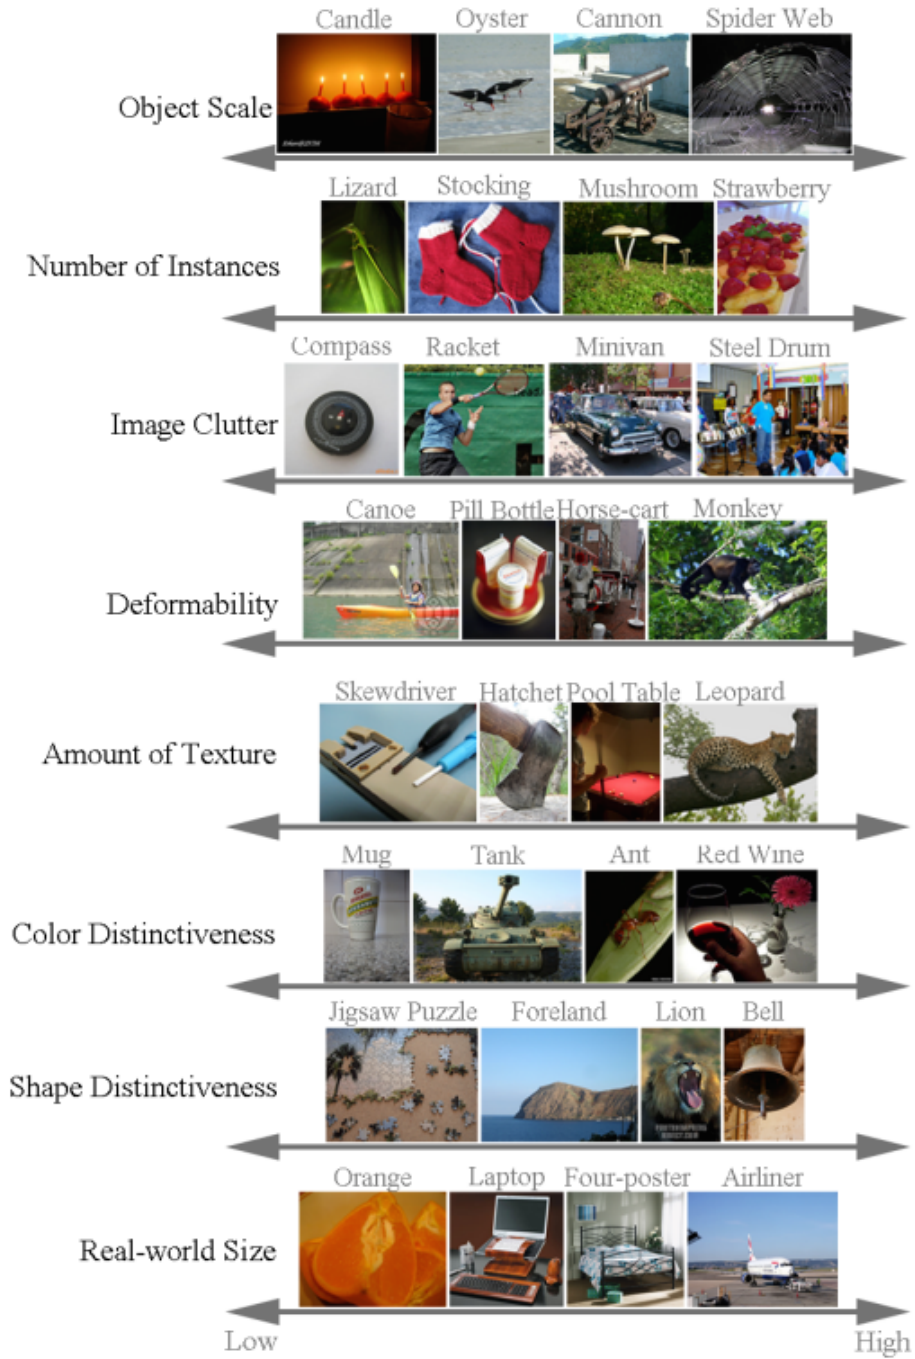 Candle Oyster Cannon Spider Web
Object Scale
Lizard Stocking Mushroom Strawberry
Number of Instances
Compass Racket Minivan Steel Drum
Image Clutter
Canoe Pill Bottle Horse-cart Monkey
Deformability
Skewdriver Hatchet Pool Table Leopard
Amount of Texture
Mug Tank Ant Red Wine
Color Distinctiveness
Jigsaw Puzzle Foreland Lion Bell
Shape Distinctiveness
Orange Laptop Four-poster Airliner
Real-world Size
Low High